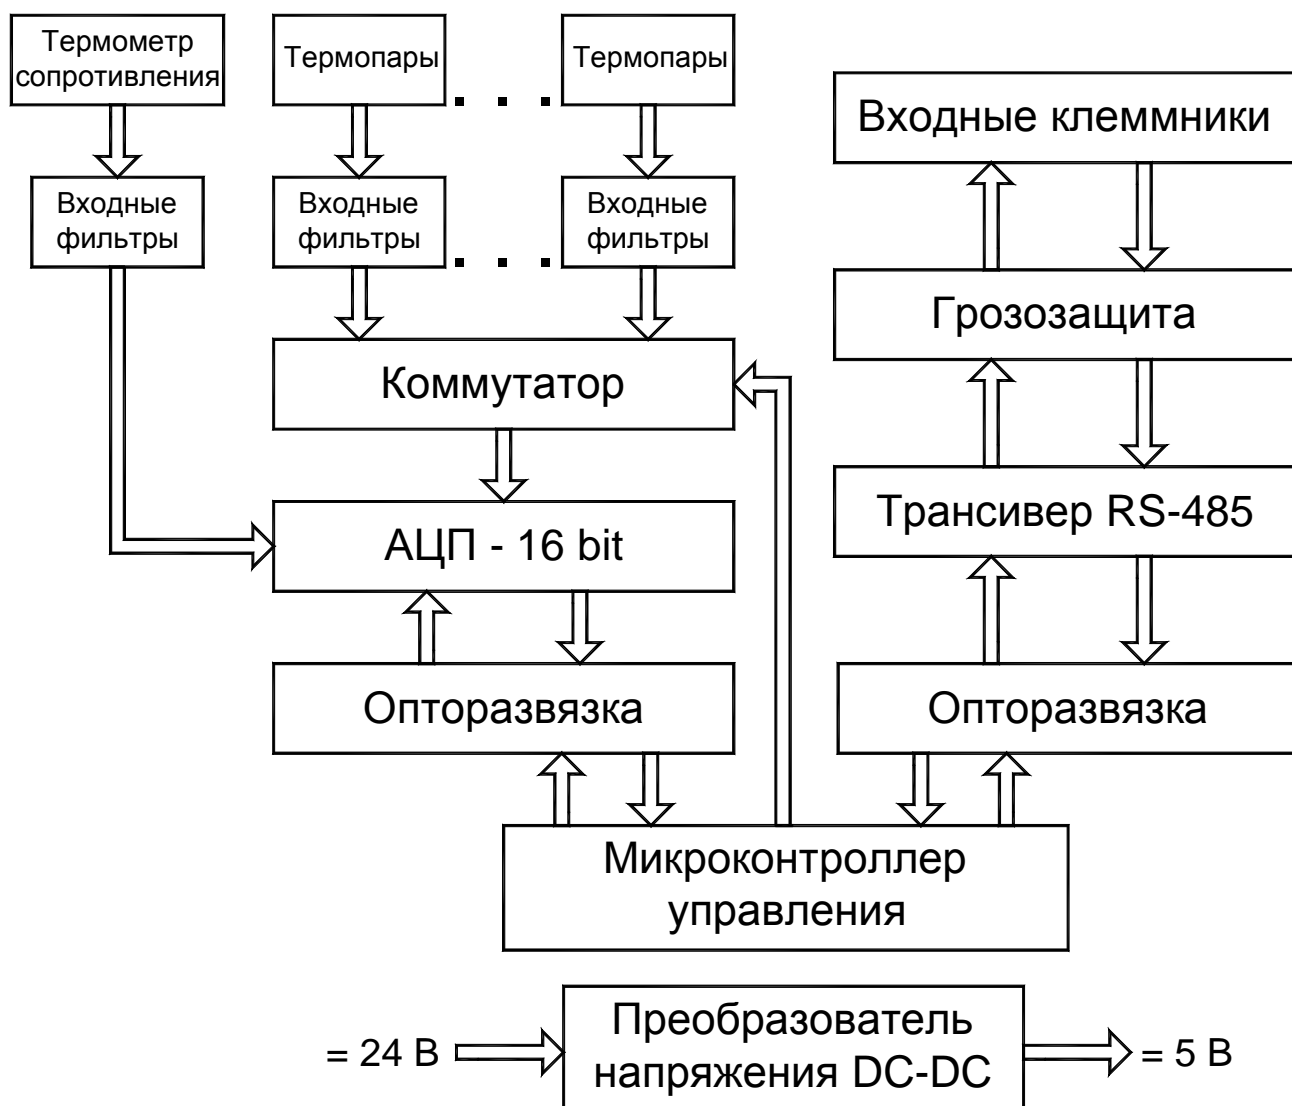 Термометр
сопротивления
Термопары
Термопары
Входные
фильтры
Входные
фильтры
Входные
фильтры
Коммутатор
АЦП - 16 bit
Опторазвязка
Входные клеммники
Грозозащита
Трансивер RS-485
Опторазвязка
Микроконтроллер
управления
= 24 В
Преобразователь
напряжения DC-DC
= 5 В